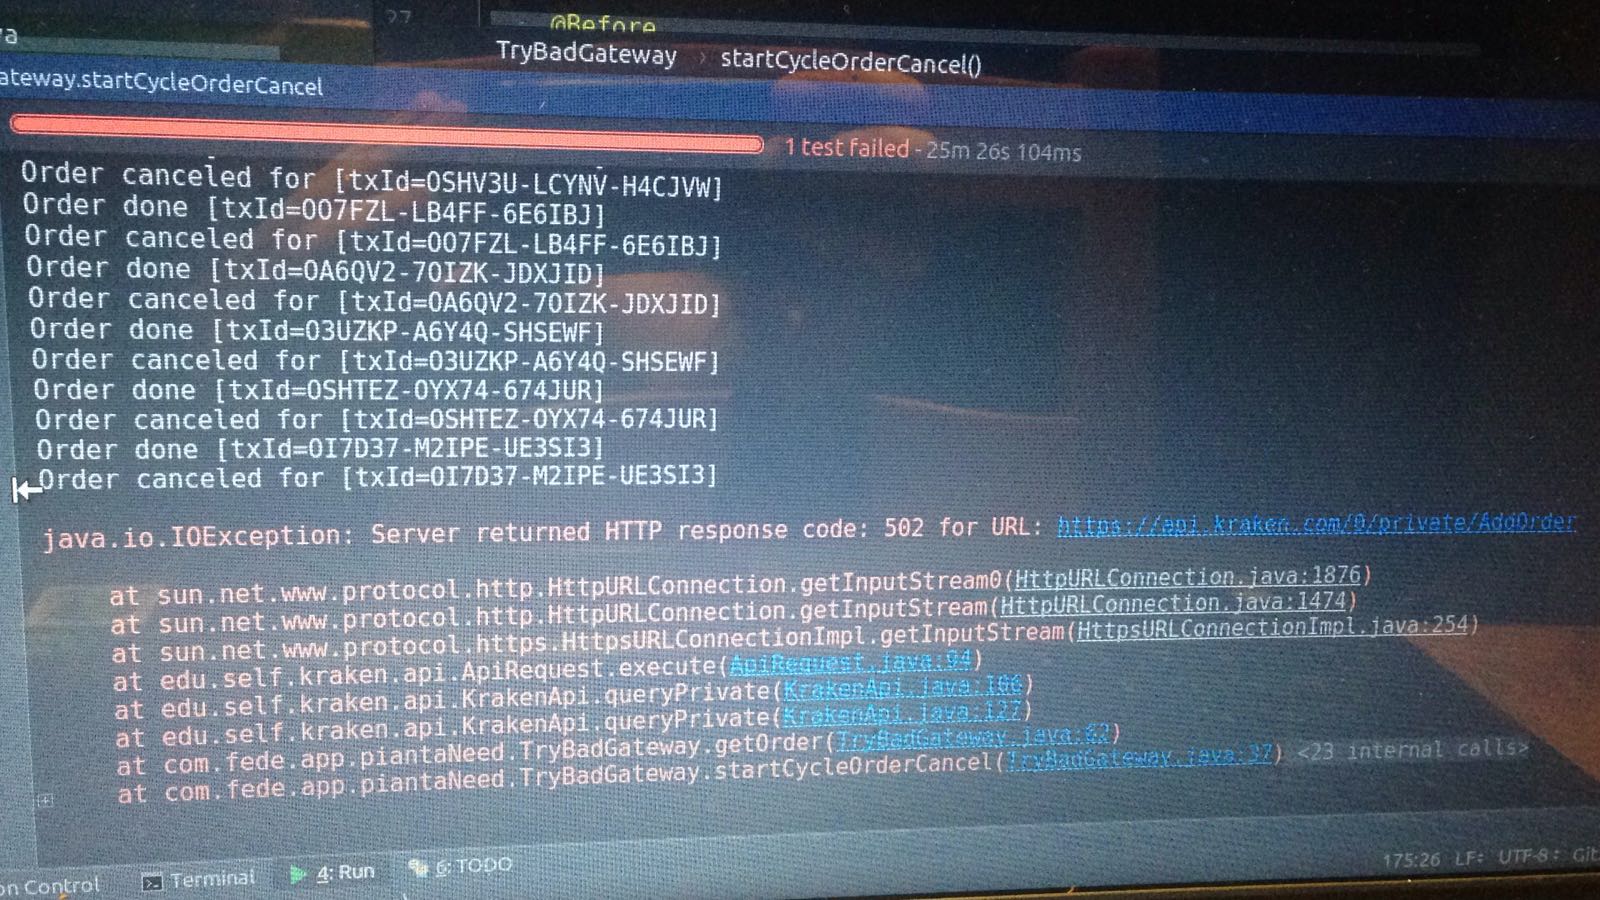 va
27
@Before
TryBadGateway › startCycleOrderCancel()
ateway.startCycleOrderCancel
1 test failed - 25m 26s 104ms
Order canceled for [txId=OSHV3U-LCYNV-H4CJVW]
Order done [txId=OO7FZL-LB4FF-6E6IBJ]
Order canceled for [txId=OO7FZL-LB4FF-6E6IBJ]
Order done [txId=OA6QV2-7OIZK-JDXJID]
Order canceled for [txId=OA6QV2-7OIZK-JDXJID]
Order done [txId=O3UZKP-A6Y4Q-SHSEWF]
Order canceled for [txId=O3UZKP-A6Y4Q-SHSEWF]
Order done [txId=OSHTEZ-OYX74-674JUR]
Order canceled for [txId=OSHTEZ-OYX74-674JUR]
Order done [txId=OI7D37-M2IPE-UE3SI3]
Order canceled for [txId=OI7D37-M2IPE-UE3SI3]
java.io.IOException: Server returned HTTP response code: 502 for URL: https://api.kraken.com/0/private/AddOrder
at sun.net.www.protocol.http.HttpURLConnection.getInputStream0(HttpURLConnection.java:1876)
at sun.net.www.protocol.http.HttpURLConnection.getInputStream(HttpURLConnection.java:1474)
at sun.net.www.protocol.https.HttpsURLConnectionImpl.getInputStream(HttpsURLConnectionImpl.java:254)
at edu.self.kraken.api.ApiRequest.execute(ApiRequest.java:94)
at edu.self.kraken.api.KrakenApi.queryPrivate(KrakenApi.java:106)
at edu.self.kraken.api.KrakenApi.queryPrivate(KrakenApi.java:127)
at com.fede.app.piantaNeed.TryBadGateway.getOrder(TryBadGateway.java:62)
at com.fede.app.piantaNeed.TryBadGateway.startCycleOrderCancel(TryBadGateway.java:37) <23 internal calls>
on Control
Terminal
4: Run
6: TODO
175:26 LF: UTF-8: Git